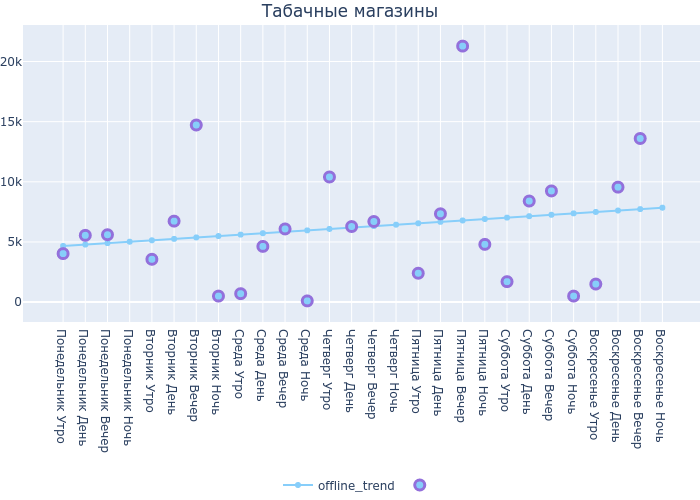 Табачные магазины
20k
15k
10k
5k
0
Понедельник Утро
Понедельник День
Понедельник Вечер
Понедельник Ночь
Вторник Утро
Вторник День
Вторник Вечер
Вторник Ночь
Среда Утро
Среда День
Среда Вечер
Среда Ночь
Четверг Утро
Четверг День
Четверг Вечер
Четверг Ночь
Пятница Утро
Пятница День
Пятница Вечер
Пятница Ночь
Суббота Утро
Суббота День
Суббота Вечер
Суббота Ночь
Воскресенье Утро
Воскресенье День
Воскресенье Вечер
Воскресенье Ночь
offline_trend